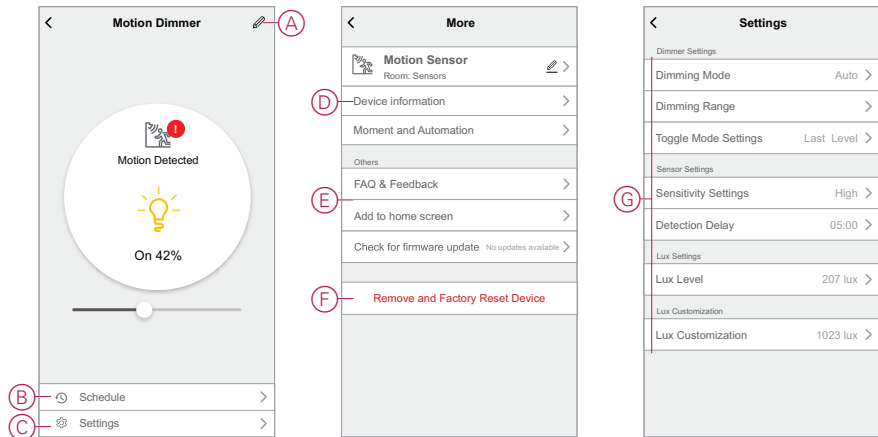 Motion Dimmer
A
!
Motion Detected
On 42%
B
Schedule
C
Settings
More
Motion Sensor
Room: Sensors
D
Device information
Moment and Automation
Others
FAQ & Feedback
E
Add to home screen
Check for firmware update No updates available
F
Remove and Factory Reset Device
Settings
Dimmer Settings
Dimming Mode Auto
Dimming Range
Toggle Mode Settings Last Level
Sensor Settings
G
Sensitivity Settings High
Detection Delay 05:00
Lux Settings
Lux Level 207 lux
Lux Customization
Lux Customization 1023 lux